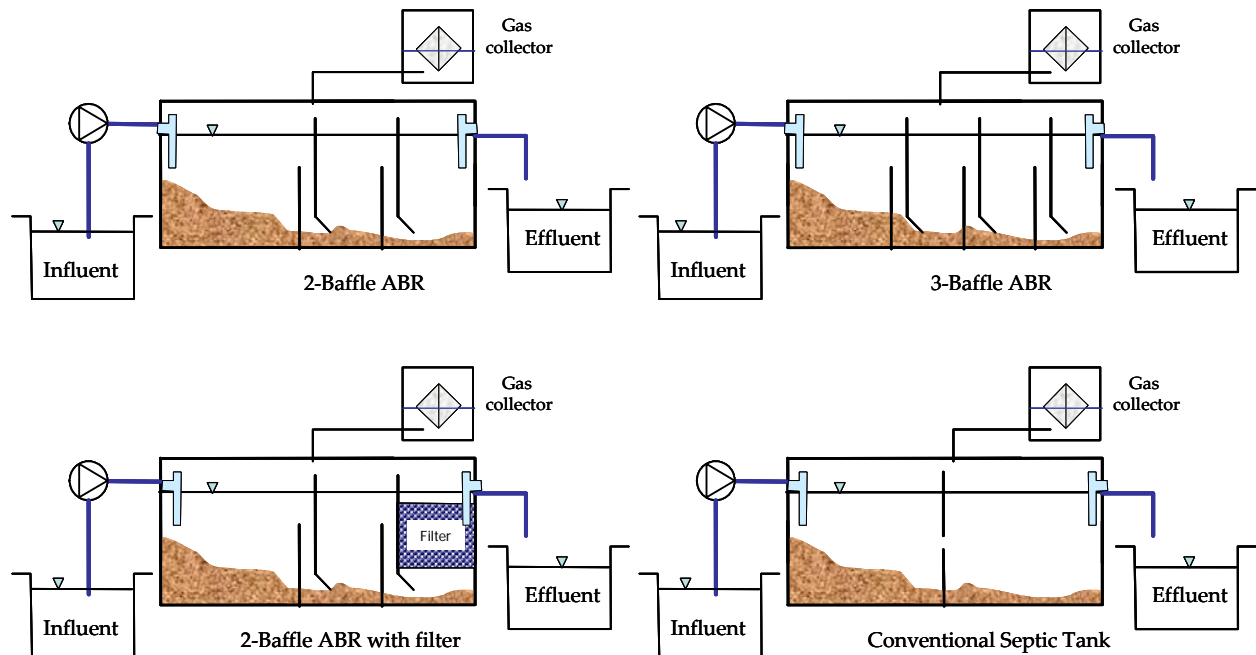 Gas
collector
Influent
Effluent
2-Baffle ABR
Gas
collector
Influent
Effluent
3-Baffle ABR
Gas
collector
Filter
Influent
Effluent
2-Baffle ABR with filter
Gas
collector
Influent
Effluent
Conventional Septic Tank